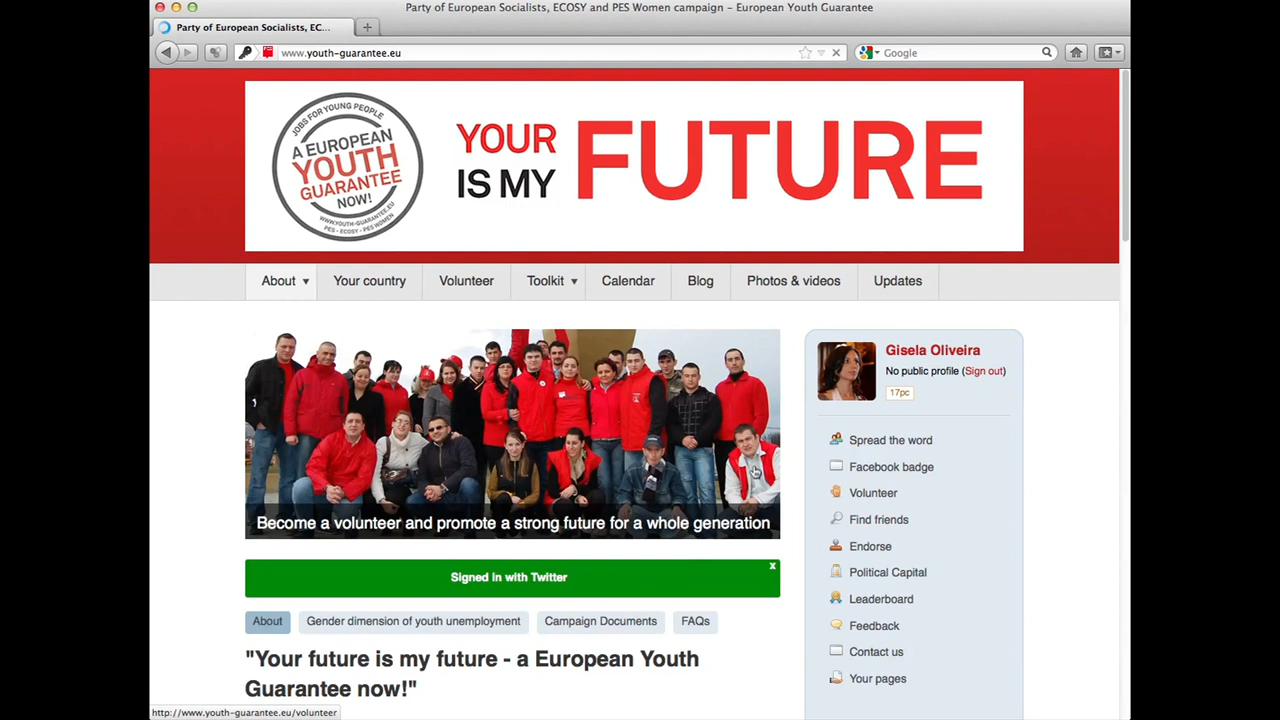 Party of European Socialists, ECOSY and PES Women campaign – European Youth Guarantee
Party of European Socialists, EC...
www.youth-guarantee.eu
Google
JOBS FOR YOUNG PEOPLE
A EUROPEAN
YOUTH
GUARANTEE
NOW!
WWW.YOUTH-GUARANTEE.EU
PES - ECOSY - PES WOMEN
YOUR
IS MY
FUTURE
About
Your country
Volunteer
Toolkit
Calendar
Blog
Photos & videos
Updates
Become a volunteer and promote a strong future for a whole generation
Gisela Oliveira
No public profile (Sign out)
17pc
Spread the word
Facebook badge
Volunteer
Find friends
Endorse
Political Capital
Leaderboard
Feedback
Contact us
Your pages
Signed in with Twitter
x
About
Gender dimension of youth unemployment
Campaign Documents
FAQs
"Your future is my future - a European Youth
Guarantee now!"
http://www.youth-guarantee.eu/volunteer